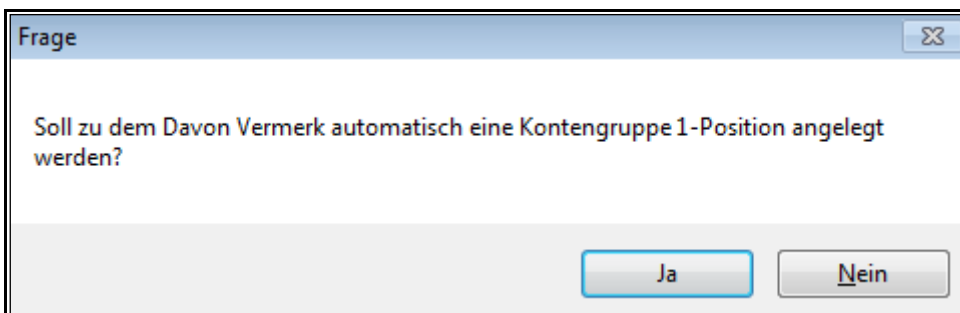 Frage
Soll zu dem Davon Vermerk automatisch eine Kontengruppe 1-Position angelegt
werden?
Ja
Nein